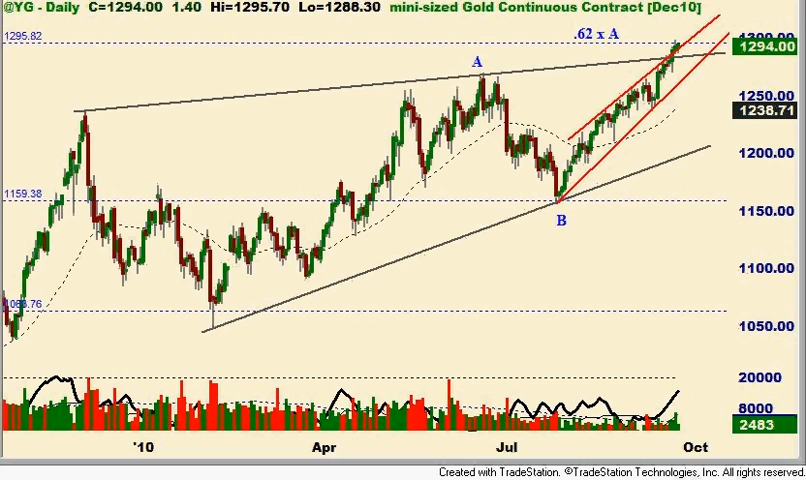 @YG - Daily C=1294.00 1.40 Hi=1295.70 Lo=1288.30 mini-sized Gold Continuous Contract [Dec10]
1295.82
.62 x A
1294.00
A
1250.00
1238.71
1200.00
1159.38
B
1150.00
1100.00
1050.00
20000
8000
2483
'10 Apr Jul Oct
Created with TradeStation. ©TradeStation Technologies, Inc. All rights reserved.